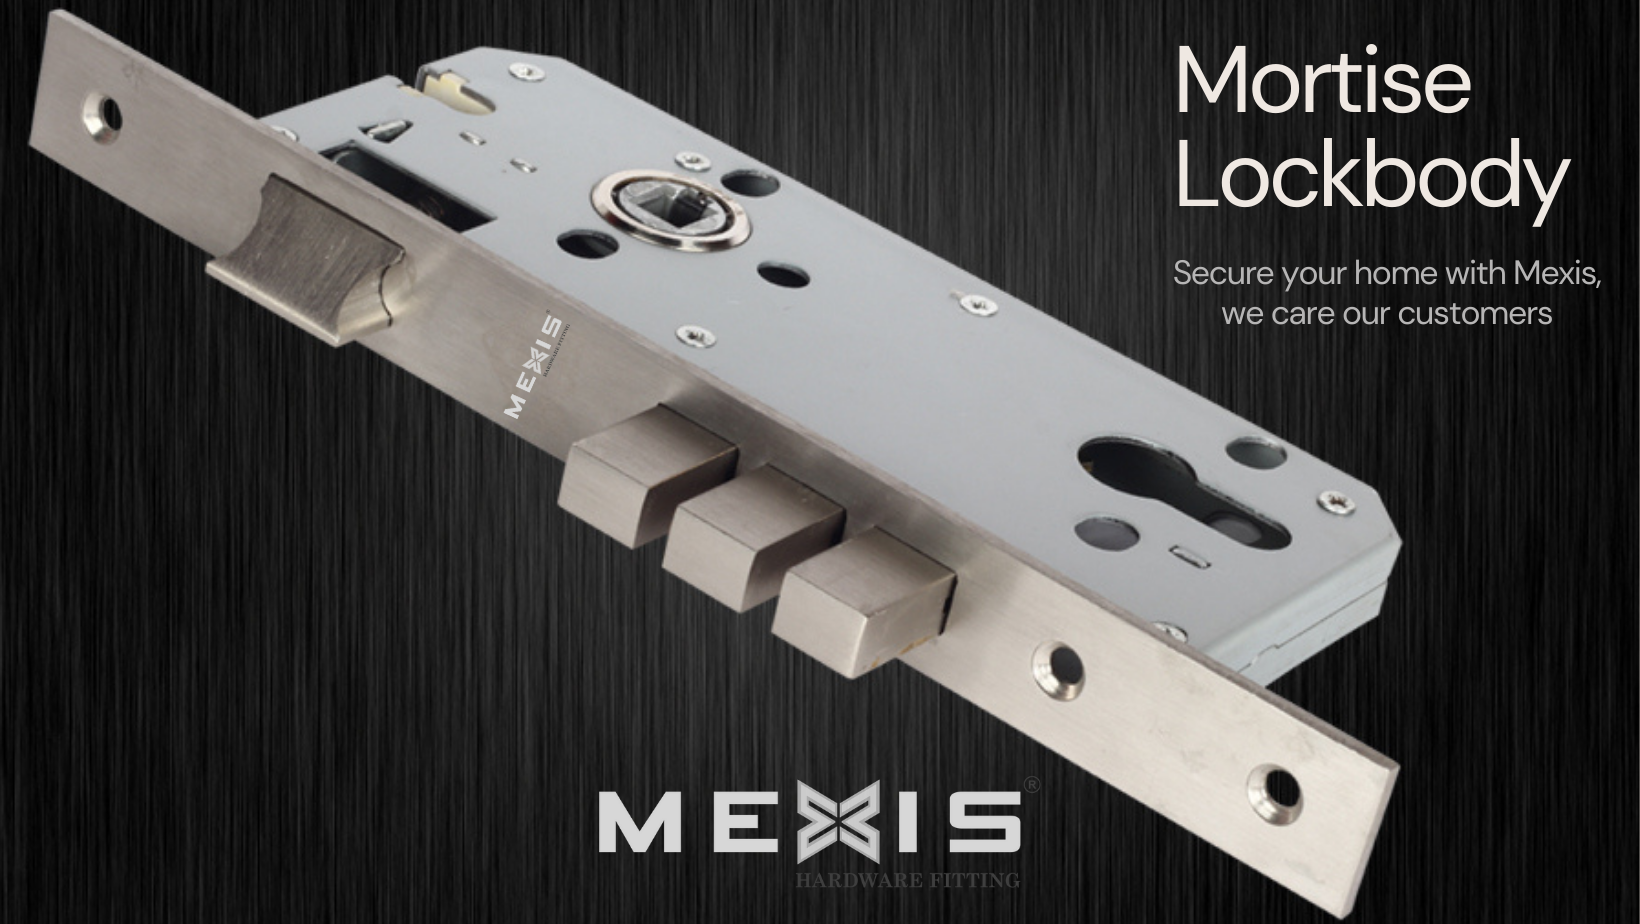 Mortise
Lockbody
Secure your home with Mexis,
we care our customers
MEXIS
HARDWARE FITTING
MEXIS®
HARDWARE FITTING